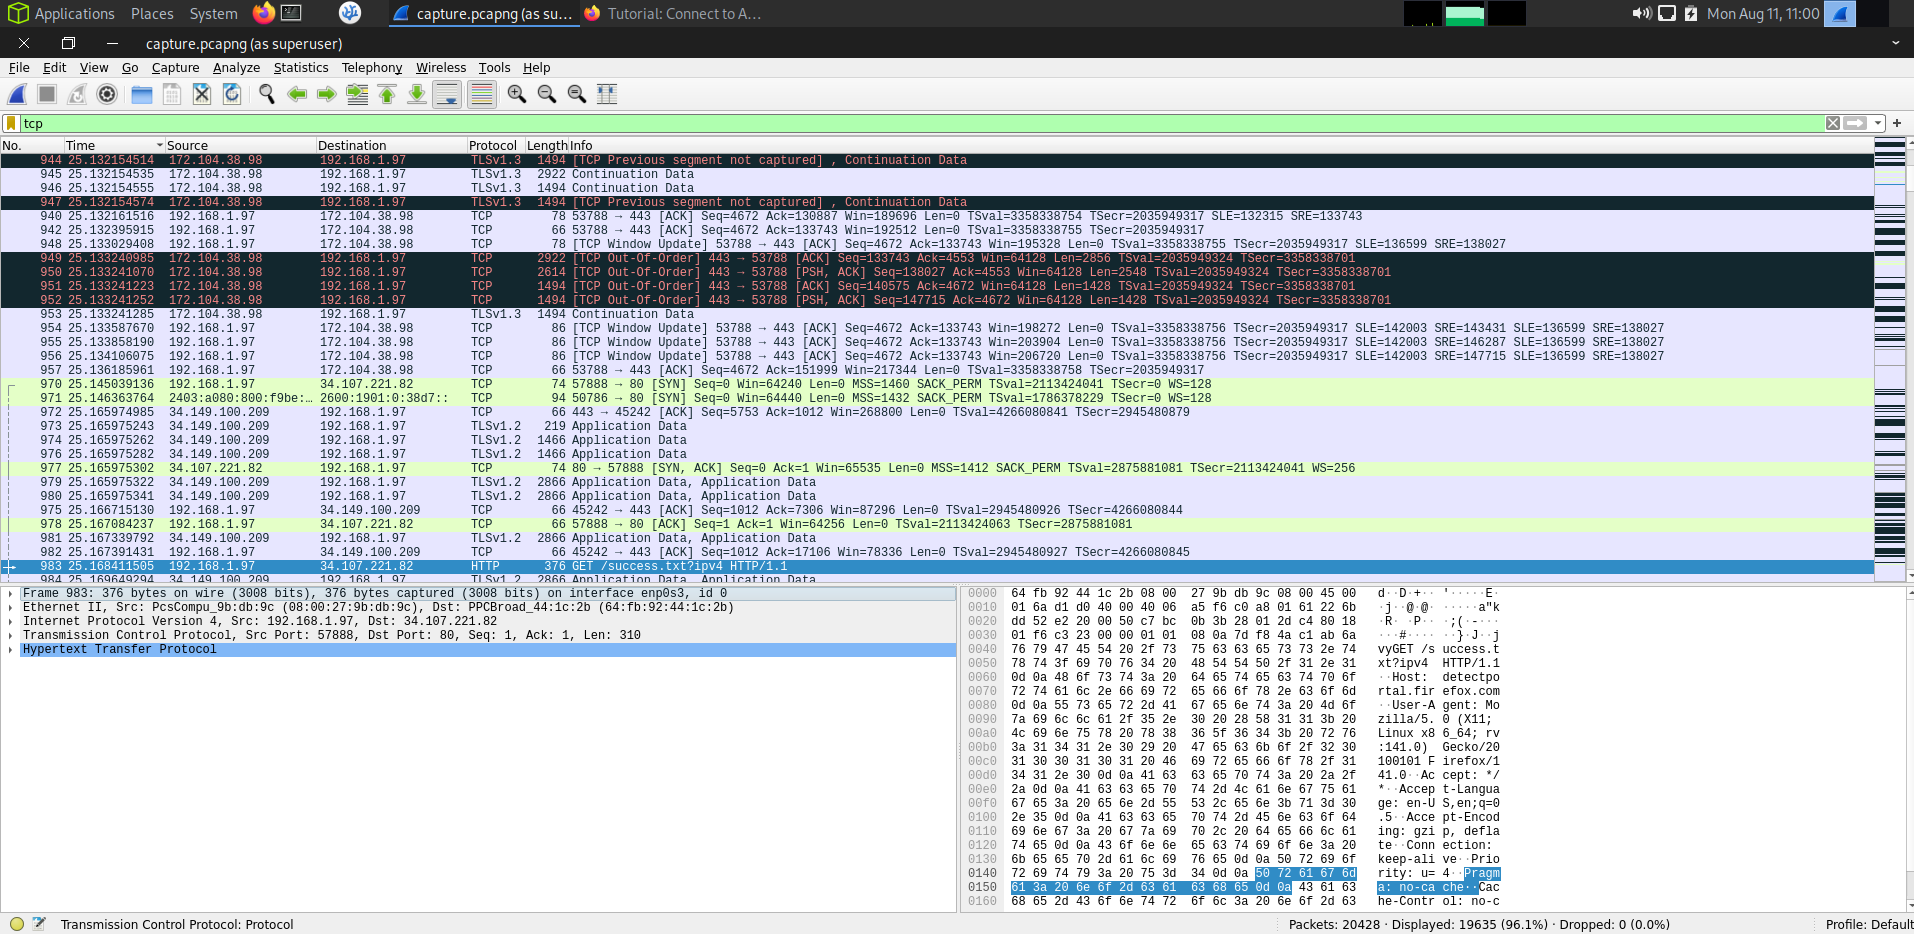 Applications Places System capture.pcapng (as su... Tutorial: Connect to A... Mon Aug 11, 11:00
capture.pcapng (as superuser)
File Edit View Go Capture Analyze Statistics Telephony Wireless Tools Help
tcp
No. Time Source Destination Protocol Length Info
944 25.132154514 172.104.38.98 192.168.1.97 TLSv1.3 1494 [TCP Previous segment not captured] , Continuation Data
945 25.132154535 172.104.38.98 192.168.1.97 TLSv1.3 2922 Continuation Data
946 25.132154555 172.104.38.98 192.168.1.97 TLSv1.3 1494 Continuation Data
947 25.132154574 172.104.38.98 192.168.1.97 TLSv1.3 1494 [TCP Previous segment not captured] , Continuation Data
940 25.132161516 192.168.1.97 172.104.38.98 TCP 78 53788 → 443 [ACK] Seq=4672 Ack=130887 Win=189696 Len=0 TSval=3358338754 TSecr=2035949317 SLE=132315 SRE=133743
942 25.132395915 192.168.1.97 172.104.38.98 TCP 66 53788 → 443 [ACK] Seq=4672 Ack=133743 Win=192512 Len=0 TSval=3358338755 TSecr=2035949317
948 25.133029408 192.168.1.97 172.104.38.98 TCP 78 [TCP Window Update] 53788 → 443 [ACK] Seq=4672 Ack=133743 Win=195328 Len=0 TSval=3358338755 TSecr=2035949317 SLE=136599 SRE=138027
949 25.133240985 172.104.38.98 192.168.1.97 TCP 2922 [TCP Out-Of-Order] 443 → 53788 [ACK] Seq=133743 Ack=4553 Win=64128 Len=2856 TSval=2035949324 TSecr=3358338701
950 25.133241070 172.104.38.98 192.168.1.97 TCP 2614 [TCP Out-Of-Order] 443 → 53788 [PSH, ACK] Seq=138027 Ack=4553 Win=64128 Len=2548 TSval=2035949324 TSecr=3358338701
951 25.133241223 172.104.38.98 192.168.1.97 TCP 1494 [TCP Out-Of-Order] 443 → 53788 [ACK] Seq=140575 Ack=4672 Win=64128 Len=1428 TSval=2035949324 TSecr=3358338701
952 25.133241252 172.104.38.98 192.168.1.97 TCP 1494 [TCP Out-Of-Order] 443 → 53788 [PSH, ACK] Seq=147715 Ack=4672 Win=64128 Len=1428 TSval=2035949324 TSecr=3358338701
953 25.133241285 172.104.38.98 192.168.1.97 TLSv1.3 1494 Continuation Data
954 25.133587670 192.168.1.97 172.104.38.98 TCP 86 [TCP Window Update] 53788 → 443 [ACK] Seq=4672 Ack=133743 Win=198272 Len=0 TSval=3358338756 TSecr=2035949317 SLE=142003 SRE=143431 SLE=136599 SRE=138027
955 25.133858190 192.168.1.97 172.104.38.98 TCP 86 [TCP Window Update] 53788 → 443 [ACK] Seq=4672 Ack=133743 Win=203904 Len=0 TSval=3358338756 TSecr=2035949317 SLE=142003 SRE=146287 SLE=136599 SRE=138027
956 25.134106075 192.168.1.97 172.104.38.98 TCP 86 [TCP Window Update] 53788 → 443 [ACK] Seq=4672 Ack=133743 Win=206720 Len=0 TSval=3358338756 TSecr=2035949317 SLE=142003 SRE=147715 SLE=136599 SRE=138027
957 25.136185961 192.168.1.97 172.104.38.98 TCP 66 53788 → 443 [ACK] Seq=4672 Ack=151999 Win=217344 Len=0 TSval=3358338758 TSecr=2035949317
970 25.145039136 192.168.1.97 34.107.221.82 TCP 74 57888 → 80 [SYN] Seq=0 Win=64240 Len=0 MSS=1460 SACK_PERM TSval=2113424041 TSecr=0 WS=128
971 25.146363764 2403:a080:800:f9be:... 2600:1901:0:38d7:: TCP 94 50786 → 80 [SYN] Seq=0 Win=64440 Len=0 MSS=1432 SACK_PERM TSval=1786378229 TSecr=0 WS=128
972 25.165974985 34.149.100.209 192.168.1.97 TCP 66 443 → 45242 [ACK] Seq=5753 Ack=1012 Win=268800 Len=0 TSval=4266080841 TSecr=2945480879
973 25.165975243 34.149.100.209 192.168.1.97 TLSv1.2 219 Application Data
974 25.165975262 34.149.100.209 192.168.1.97 TLSv1.2 1466 Application Data
976 25.165975282 34.149.100.209 192.168.1.97 TLSv1.2 1466 Application Data
977 25.165975302 34.107.221.82 192.168.1.97 TCP 74 80 → 57888 [SYN, ACK] Seq=0 Ack=1 Win=65535 Len=0 MSS=1412 SACK_PERM TSval=2875881081 TSecr=2113424041 WS=256
979 25.165975322 34.149.100.209 192.168.1.97 TLSv1.2 2866 Application Data, Application Data
980 25.165975341 34.149.100.209 192.168.1.97 TLSv1.2 2866 Application Data, Application Data
975 25.166715130 192.168.1.97 34.149.100.209 TCP 66 45242 → 443 [ACK] Seq=1012 Ack=7306 Win=87296 Len=0 TSval=2945480926 TSecr=4266080844
978 25.167084237 192.168.1.97 34.107.221.82 TCP 66 57888 → 80 [ACK] Seq=1 Ack=1 Win=64256 Len=0 TSval=2113424063 TSecr=2875881081
981 25.167339792 34.149.100.209 192.168.1.97 TLSv1.2 2866 Application Data, Application Data
982 25.167391431 192.168.1.97 34.149.100.209 TCP 66 45242 → 443 [ACK] Seq=1012 Ack=17106 Win=78336 Len=0 TSval=2945480927 TSecr=4266080845
983 25.168411505 192.168.1.97 34.107.221.82 HTTP 376 GET /success.txt?ipv4 HTTP/1.1
984 25.169649294 34.149.100.209 192.168.1.97 TLSv1.2 2866 Application Data, Application Data
Frame 983: 376 bytes on wire (3008 bits), 376 bytes captured (3008 bits) on interface enp0s3, id 0
Ethernet II, Src: PcsCompu_9b:db:9c (08:00:27:9b:db:9c), Dst: PPCBroad_44:1c:2b (64:fb:92:44:1c:2b)
Internet Protocol Version 4, Src: 192.168.1.97, Dst: 34.107.221.82
Transmission Control Protocol, Src Port: 57888, Dst Port: 80, Seq: 1, Ack: 1, Len: 310
Hypertext Transfer Protocol
0000 64 fb 92 44 1c 2b 08 00 27 9b db 9c 08 00 45 00 d··D·+·· '·····E·
0010 01 6a d1 d0 40 00 40 06 a5 f6 c0 a8 01 61 22 6b ·j··@·@· ·····a"k
0020 dd 52 e2 20 00 50 c7 bc 0b 3b 28 01 2d c4 80 18 ·R· ·P·· ·;(·-···
0030 01 f6 c3 23 00 00 01 01 08 0a 7d f8 4a c1 ab 6a ···#···· ··}·J··j
0040 76 79 47 45 54 20 2f 73 75 63 63 65 73 73 2e 74 vyGET /s uccess.t
0050 78 74 3f 69 70 76 34 20 48 54 54 50 2f 31 2e 31 xt?ipv4  HTTP/1.1
0060 0d 0a 48 6f 73 74 3a 20 64 65 74 65 63 74 70 6f ··Host:  detectpo
0070 72 74 61 6c 2e 66 69 72 65 66 6f 78 2e 63 6f 6d rtal.fir efox.com
0080 0d 0a 55 73 65 72 2d 41 67 65 6e 74 3a 20 4d 6f ··User-A gent: Mo
0090 7a 69 6c 6c 61 2f 35 2e 30 20 28 58 31 31 3b 20 zilla/5. 0 (X11; 
00a0 4c 69 6e 75 78 20 78 38 36 5f 36 34 3b 20 72 76 Linux x8 6_64; rv
00b0 3a 31 34 31 2e 30 29 20 47 65 63 6b 6f 2f 32 30 :141.0)  Gecko/20
00c0 31 30 30 31 30 31 20 46 69 72 65 66 6f 78 2f 31 100101 F irefox/1
00d0 34 31 2e 30 0d 0a 41 63 63 65 70 74 3a 20 2a 2f 41.0··Ac cept: */
00e0 2a 0d 0a 41 63 63 65 70 74 2d 4c 61 6e 67 75 61 *··Accep t-Langua
00f0 67 65 3a 20 65 6e 2d 55 53 2c 65 6e 3b 71 3d 30 ge: en-U S,en;q=0
0100 2e 35 0d 0a 41 63 63 65 70 74 2d 45 6e 63 6f 64 .5··Acce pt-Encod
0110 69 6e 67 3a 20 67 7a 69 70 2c 20 64 65 66 6c 61 ing: gzi p, defla
0120 74 65 0d 0a 43 6f 6e 6e 65 63 74 69 6f 6e 3a 20 te··Conn ection: 
0130 6b 65 65 70 2d 61 6c 69 76 65 0d 0a 50 72 69 6f keep-ali ve··Prio
0140 72 69 74 79 3a 20 75 3d 34 0d 0a 50 72 61 67 6d rity: u= 4··Pragm
0150 61 3a 20 6e 6f 2d 63 61 63 68 65 0d 0a 43 61 63 a: no-ca che··Cac
0160 68 65 2d 43 6f 6e 74 72 6f 6c 3a 20 6e 6f 2d 63 he-Contr ol: no-c
Transmission Control Protocol: Protocol Packets: 20428 · Displayed: 19635 (96.1%) · Dropped: 0 (0.0%) Profile: Default